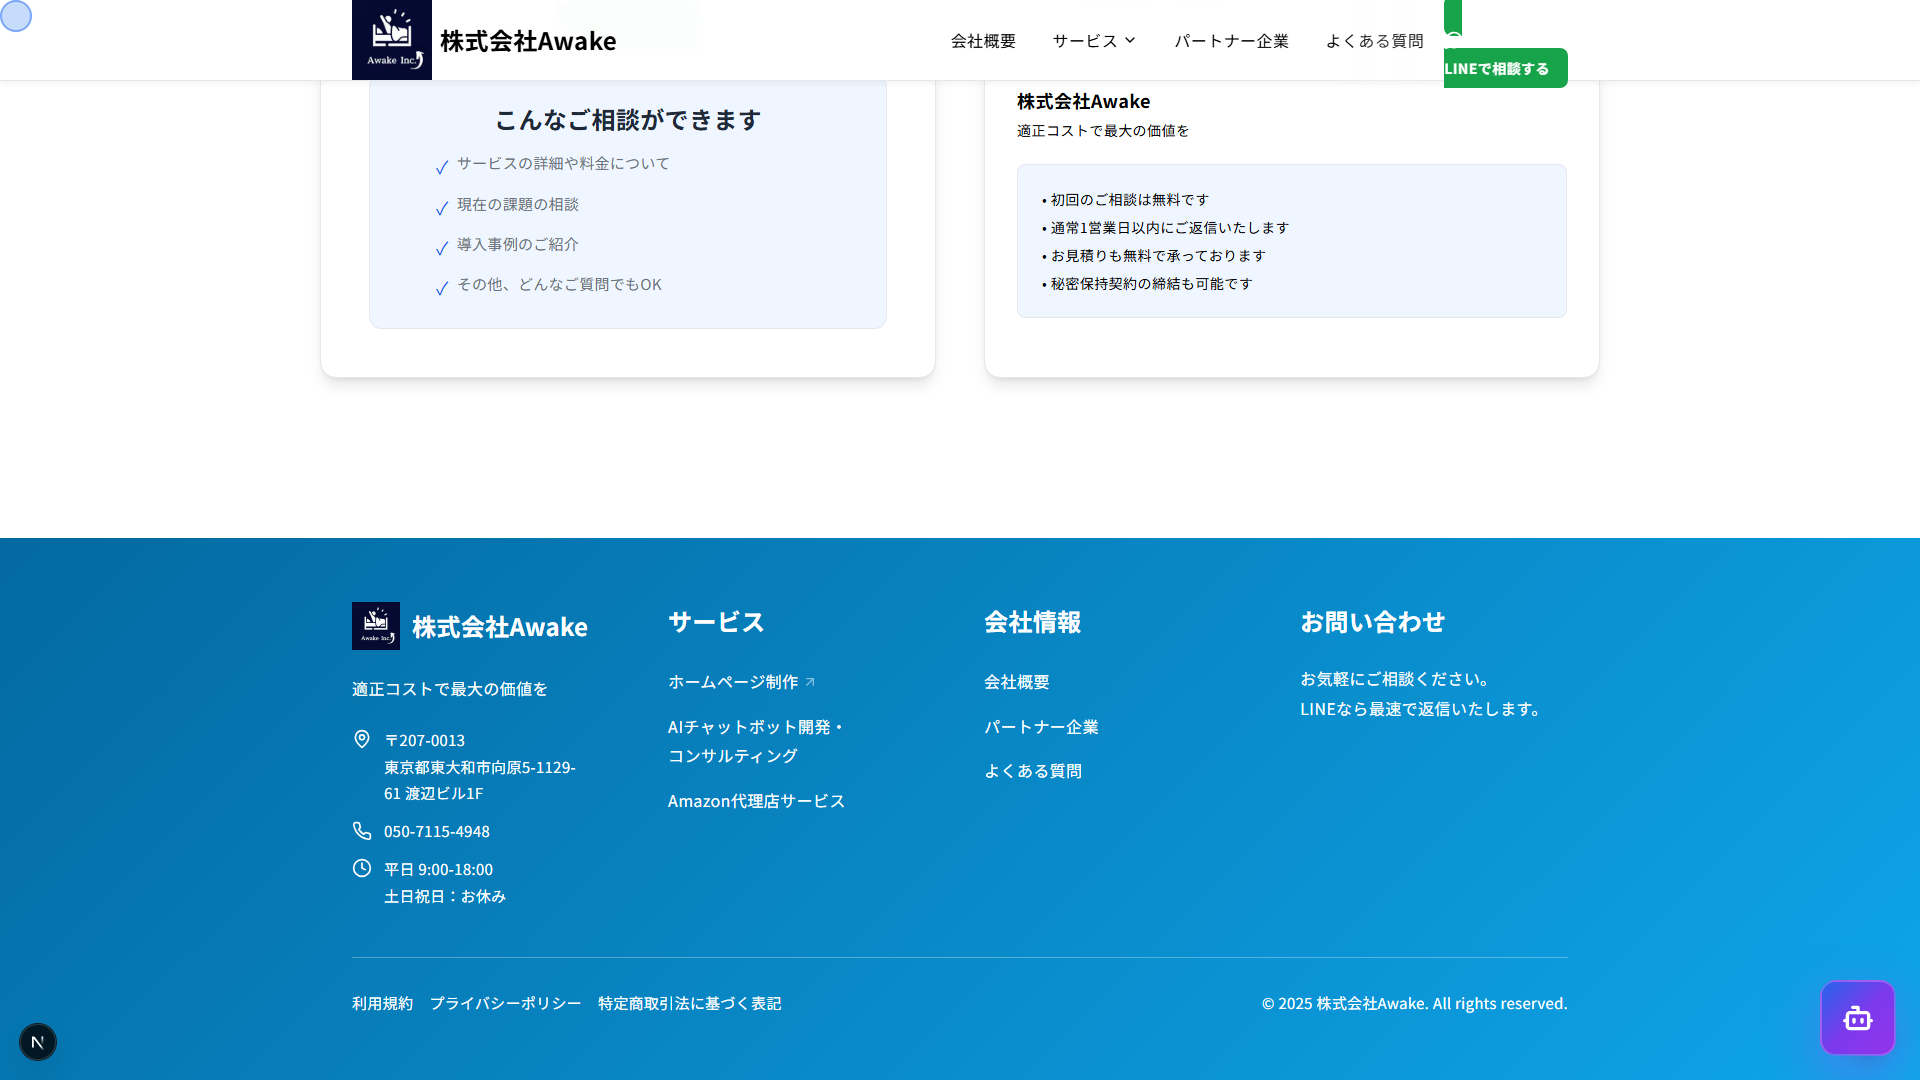 Awake Inc.
株式会社Awake
会社概要
サービス
パートナー企業
よくある質問
LINEで相談する
こんなご相談ができます
✓ サービスの詳細や料金について
✓ 現在の課題の相談
✓ 導入事例のご紹介
✓ その他、どんなご質問でもOK
株式会社Awake
適正コストで最大の価値を
• 初回のご相談は無料です
• 通常1営業日以内にご返信いたします
• お見積りも無料で承っております
• 秘密保持契約の締結も可能です
Awake Inc.
株式会社Awake
適正コストで最大の価値を
〒207-0013
東京都東大和市向原5-1129-
61 渡辺ビル1F
050-7115-4948
平日 9:00-18:00
土日祝日：お休み
サービス
ホームページ制作
AIチャットボット開発・
コンサルティング
Amazon代理店サービス
会社情報
会社概要
パートナー企業
よくある質問
お問い合わせ
お気軽にご相談ください。
LINEなら最速で返信いたします。
利用規約
プライバシーポリシー
特定商取引法に基づく表記
© 2025 株式会社Awake. All rights reserved.
N